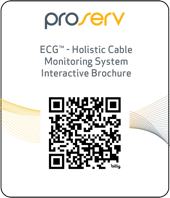 proserv
ECG™ - Holistic Cable
Monitoring System
Interactive Brochure